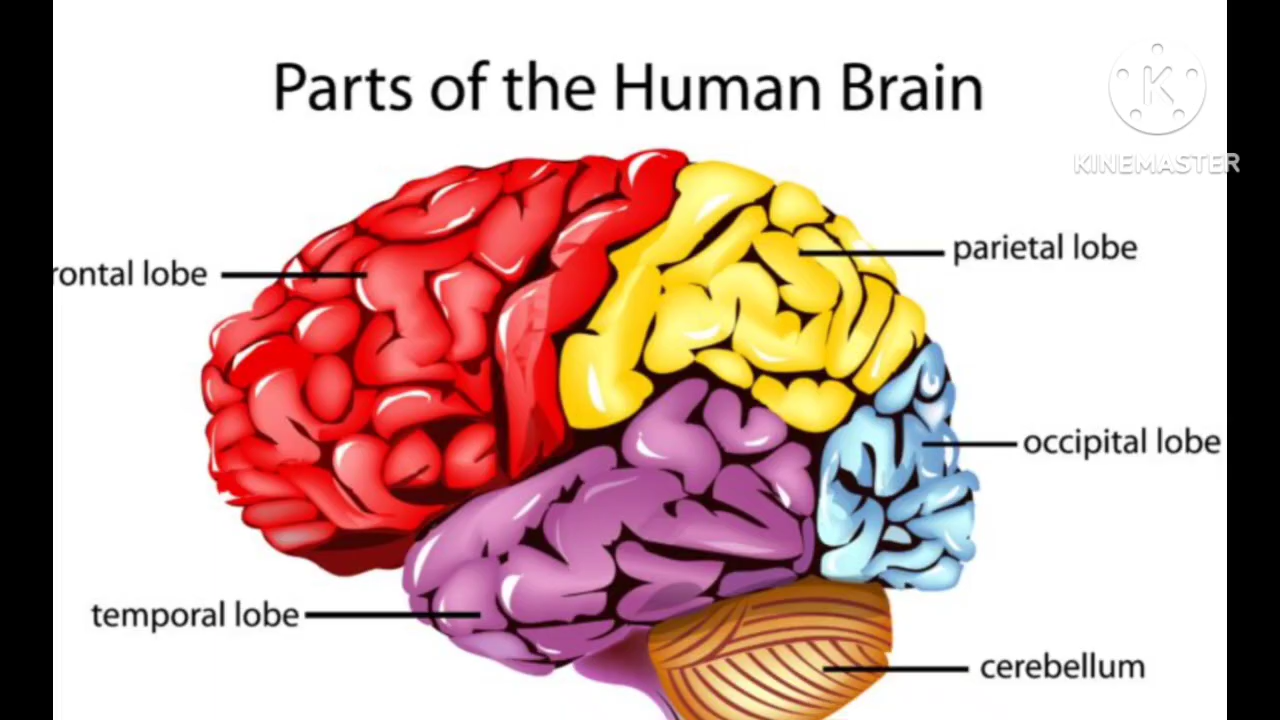 Parts of the Human Brain
K
KINEMASTER
rontal lobe
parietal lobe
occipital lobe
temporal lobe
cerebellum